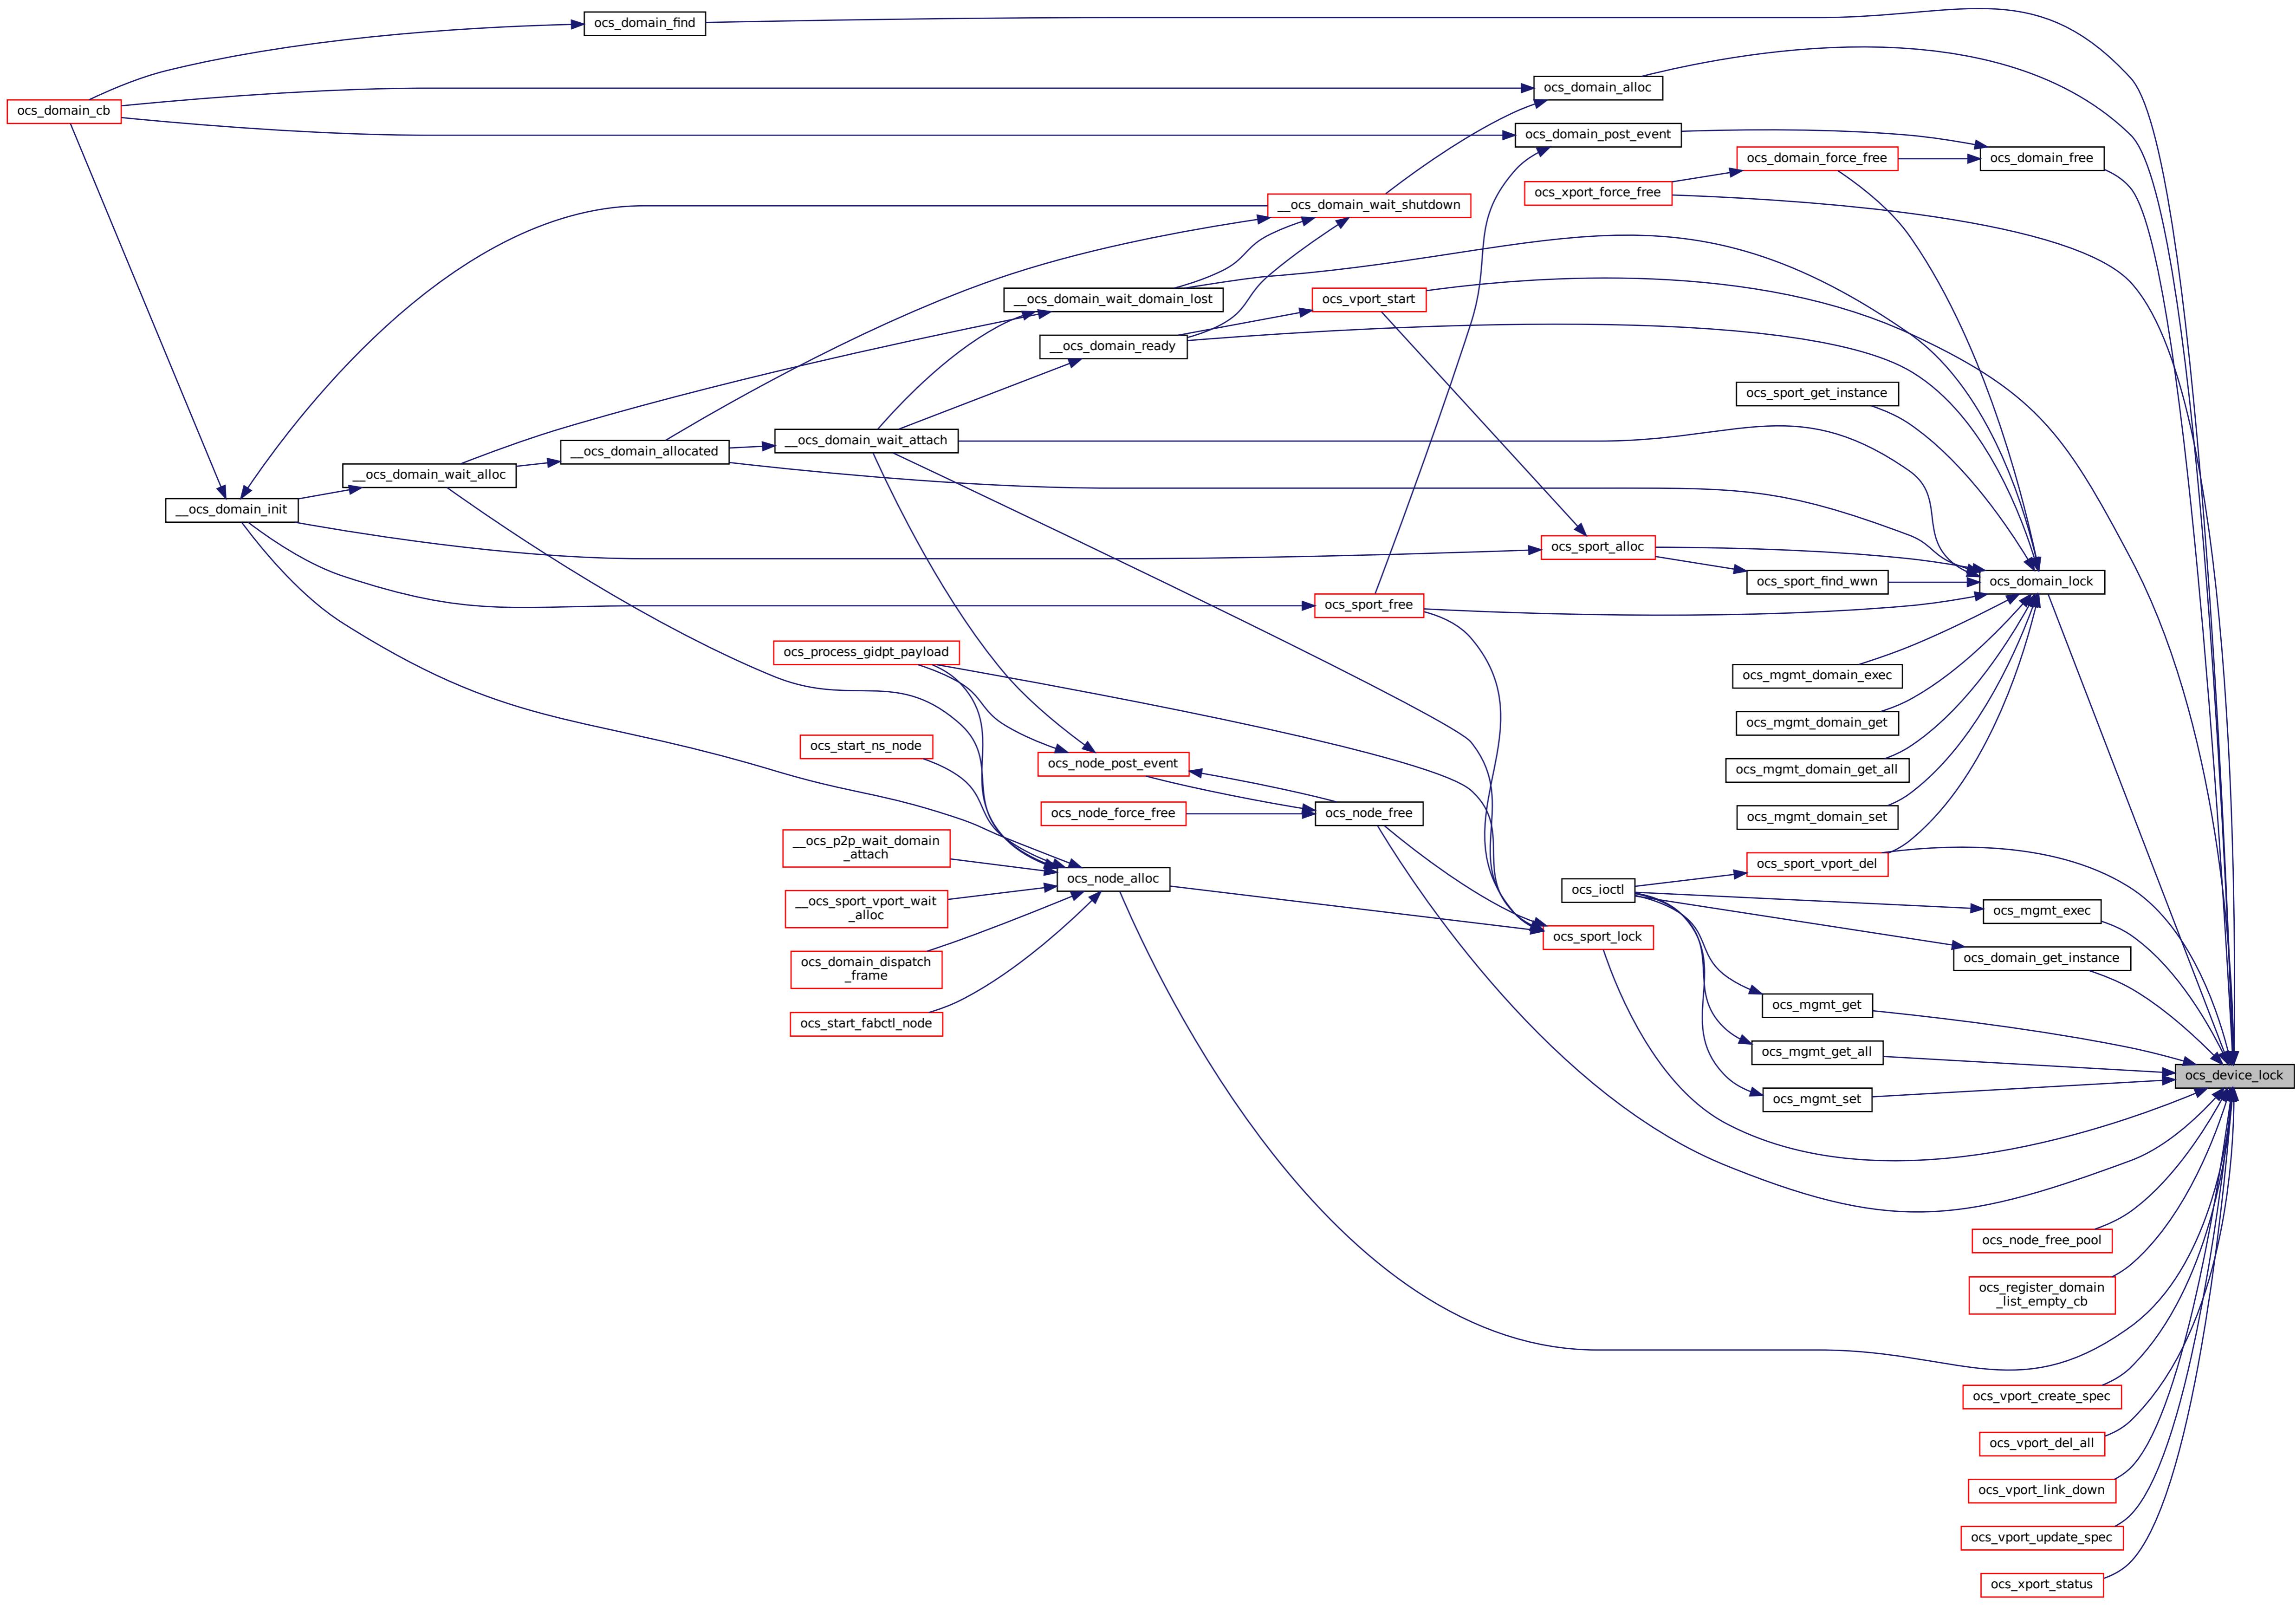 ocs_domain_find
ocs_domain_alloc
ocs_domain_cb
ocs_domain_post_event
ocs_domain_force_free
ocs_domain_free
ocs_xport_force_free
__ocs_domain_wait_shutdown
__ocs_domain_wait_domain_lost
ocs_vport_start
__ocs_domain_ready
ocs_sport_get_instance
__ocs_domain_wait_attach
__ocs_domain_allocated
__ocs_domain_wait_alloc
__ocs_domain_init
ocs_sport_alloc
ocs_sport_find_wwn
ocs_domain_lock
ocs_sport_free
ocs_process_gidpt_payload
ocs_mgmt_domain_exec
ocs_mgmt_domain_get
ocs_start_ns_node
ocs_node_post_event
ocs_mgmt_domain_get_all
ocs_node_force_free
ocs_node_free
ocs_mgmt_domain_set
__ocs_p2p_wait_domain
_attach
ocs_sport_vport_del
ocs_node_alloc
ocs_ioctl
__ocs_sport_vport_wait
_alloc
ocs_mgmt_exec
ocs_sport_lock
ocs_domain_get_instance
ocs_domain_dispatch
_frame
ocs_mgmt_get
ocs_start_fabctl_node
ocs_mgmt_get_all
ocs_device_lock
ocs_mgmt_set
ocs_node_free_pool
ocs_register_domain
_list_empty_cb
ocs_vport_create_spec
ocs_vport_del_all
ocs_vport_link_down
ocs_vport_update_spec
ocs_xport_status